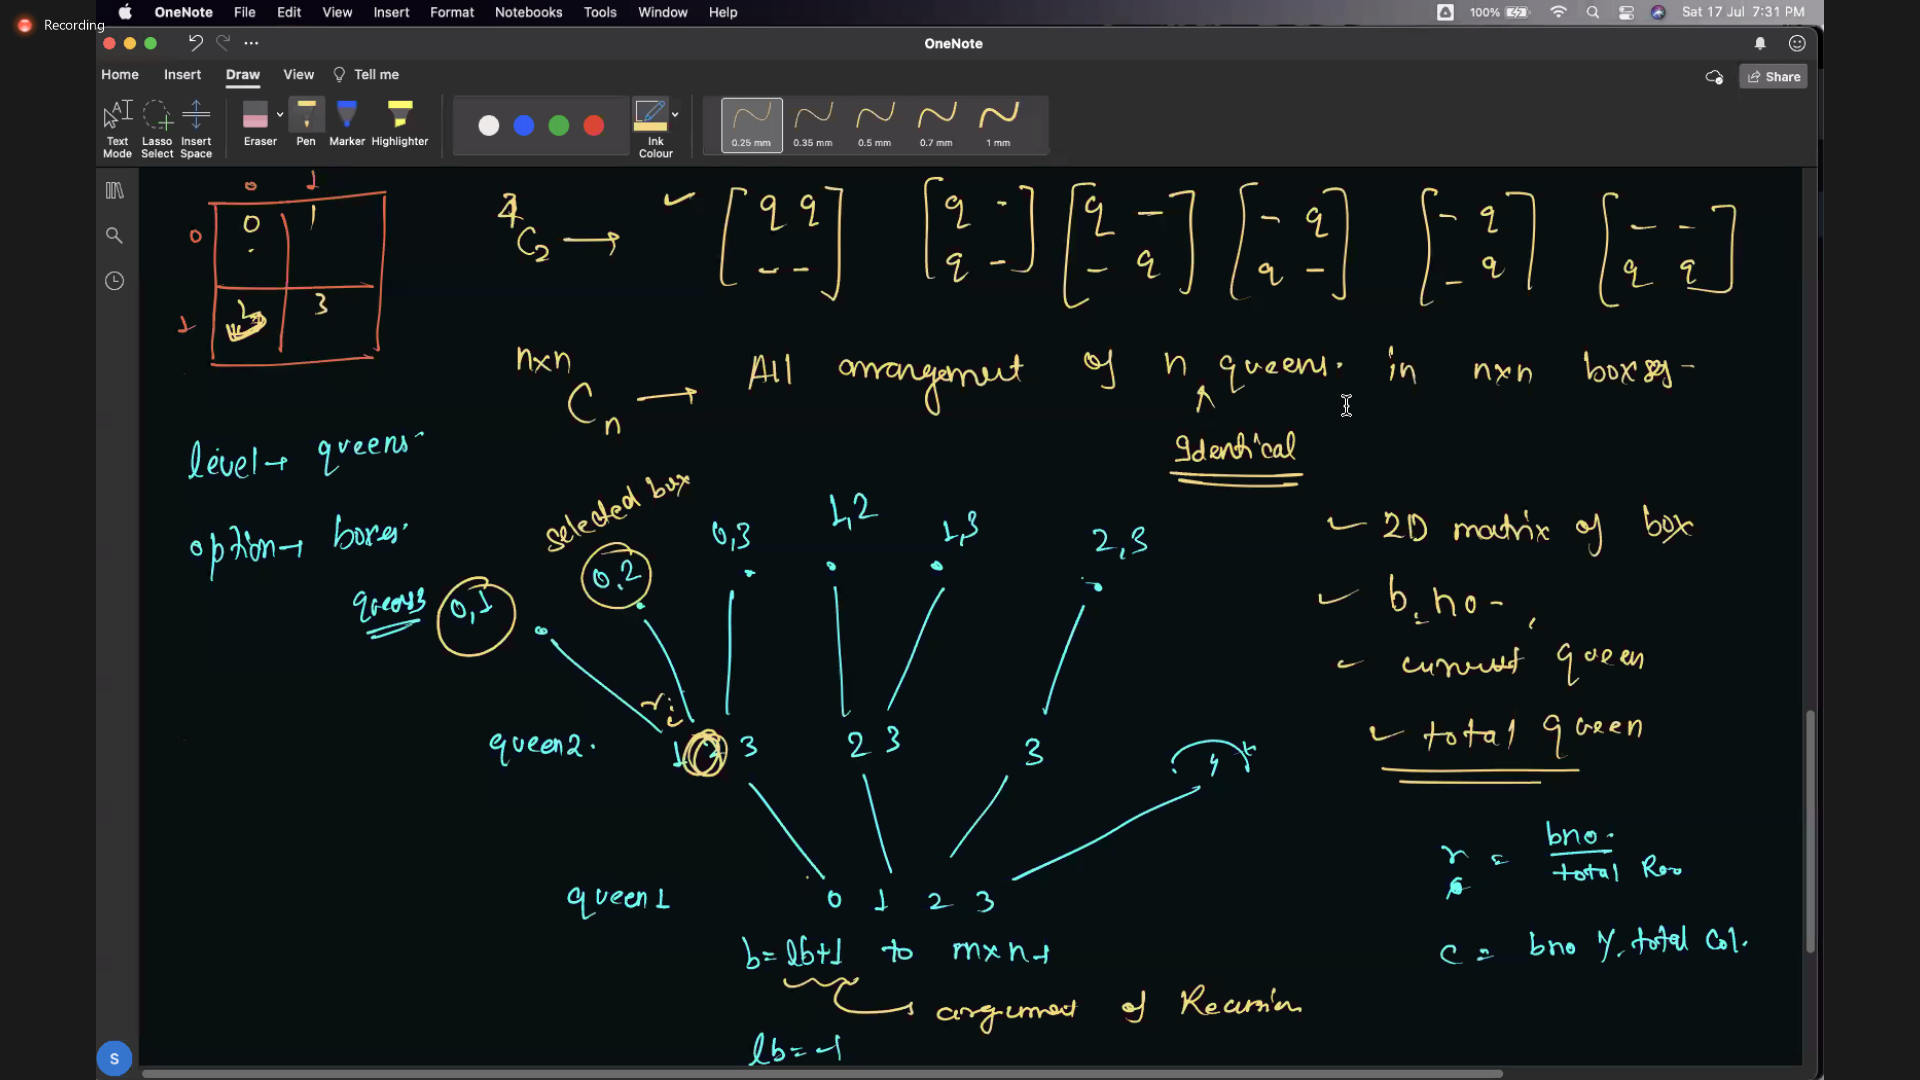 Recording
OneNote File Edit View Insert Format Draw Notebooks Tools Window Help
100% Sat 17 Jul 7:31 PM
OneNote
Home Insert Draw View Tell me
Share
Text Mode
Lasso Select
Insert Space
Eraser
Pen
Marker
Highlighter
Ink Colour
0.25 mm
0.35 mm
0.5 mm
0.7 mm
1 mm
0 1
0 0 1
1 3
4C2 → ✓ [q q / - -] [q - / q -] [q - / - q] [- q / q -] [- q / - q] [- - / q q]
nxn C n → All arrangement of n queens. in nxn boxes -
Identical
level → queens.
option → boxes.
selected box
queen3 0,1 0,2 0,3 1,2 1,3 2,3
✓ 2D matrix of box
✓ b.no -,
✓ current queen
✓ total queen
queen2. 1 2 3 2 3 3
queen1 0 1 2 3
r = bno. / total Row
c = bno % total Col.
b = lb+1 to mxn-1
argument of Recursion
lb = -1
S